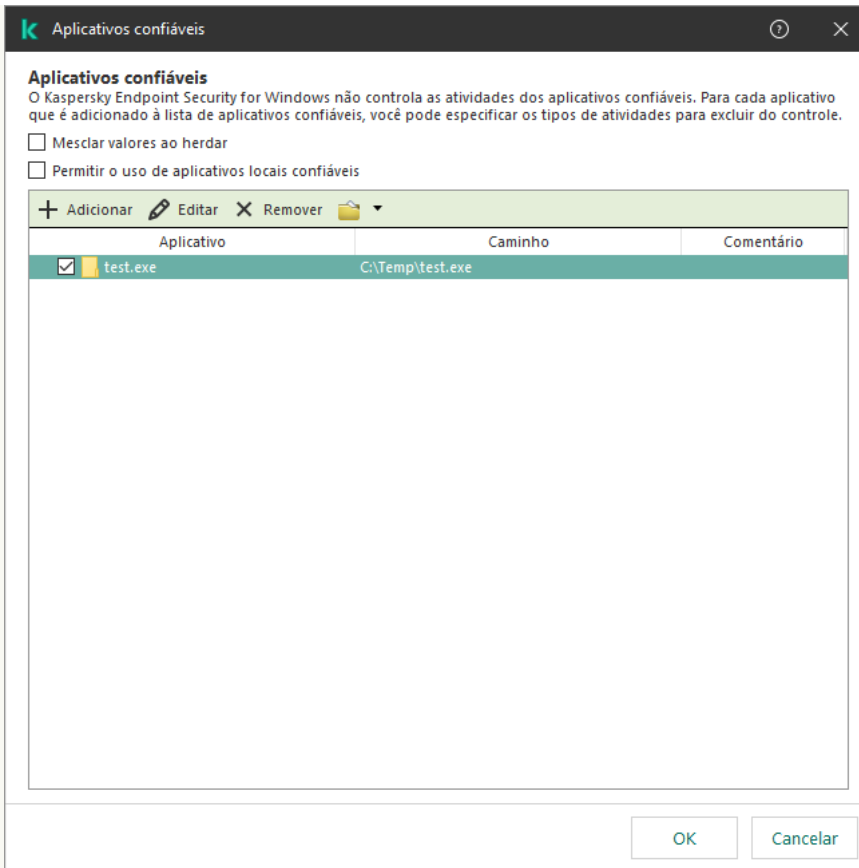 Aplicativos confiáveis
Aplicativos confiáveis
O Kaspersky Endpoint Security for Windows não controla as atividades dos aplicativos confiáveis. Para cada aplicativo
que é adicionado à lista de aplicativos confiáveis, você pode especificar os tipos de atividades para excluir do controle.
Mesclar valores ao herdar
Permitir o uso de aplicativos locais confiáveis
Adicionar Editar Remover
Aplicativo Caminho Comentário
test.exe C:\Temp\test.exe
OK Cancelar